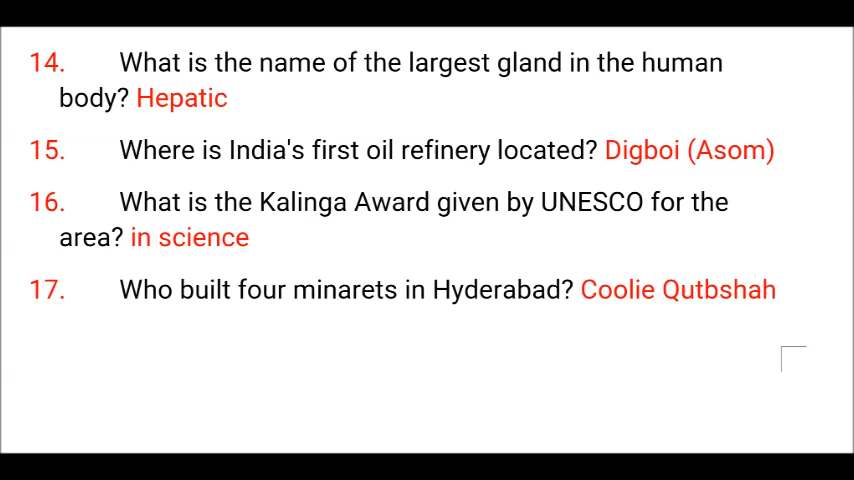 14. What is the name of the largest gland in the human
body? Hepatic
15. Where is India's first oil refinery located? Digboi (Asom)
16. What is the Kalinga Award given by UNESCO for the
area? in science
17. Who built four minarets in Hyderabad? Coolie Qutbshah